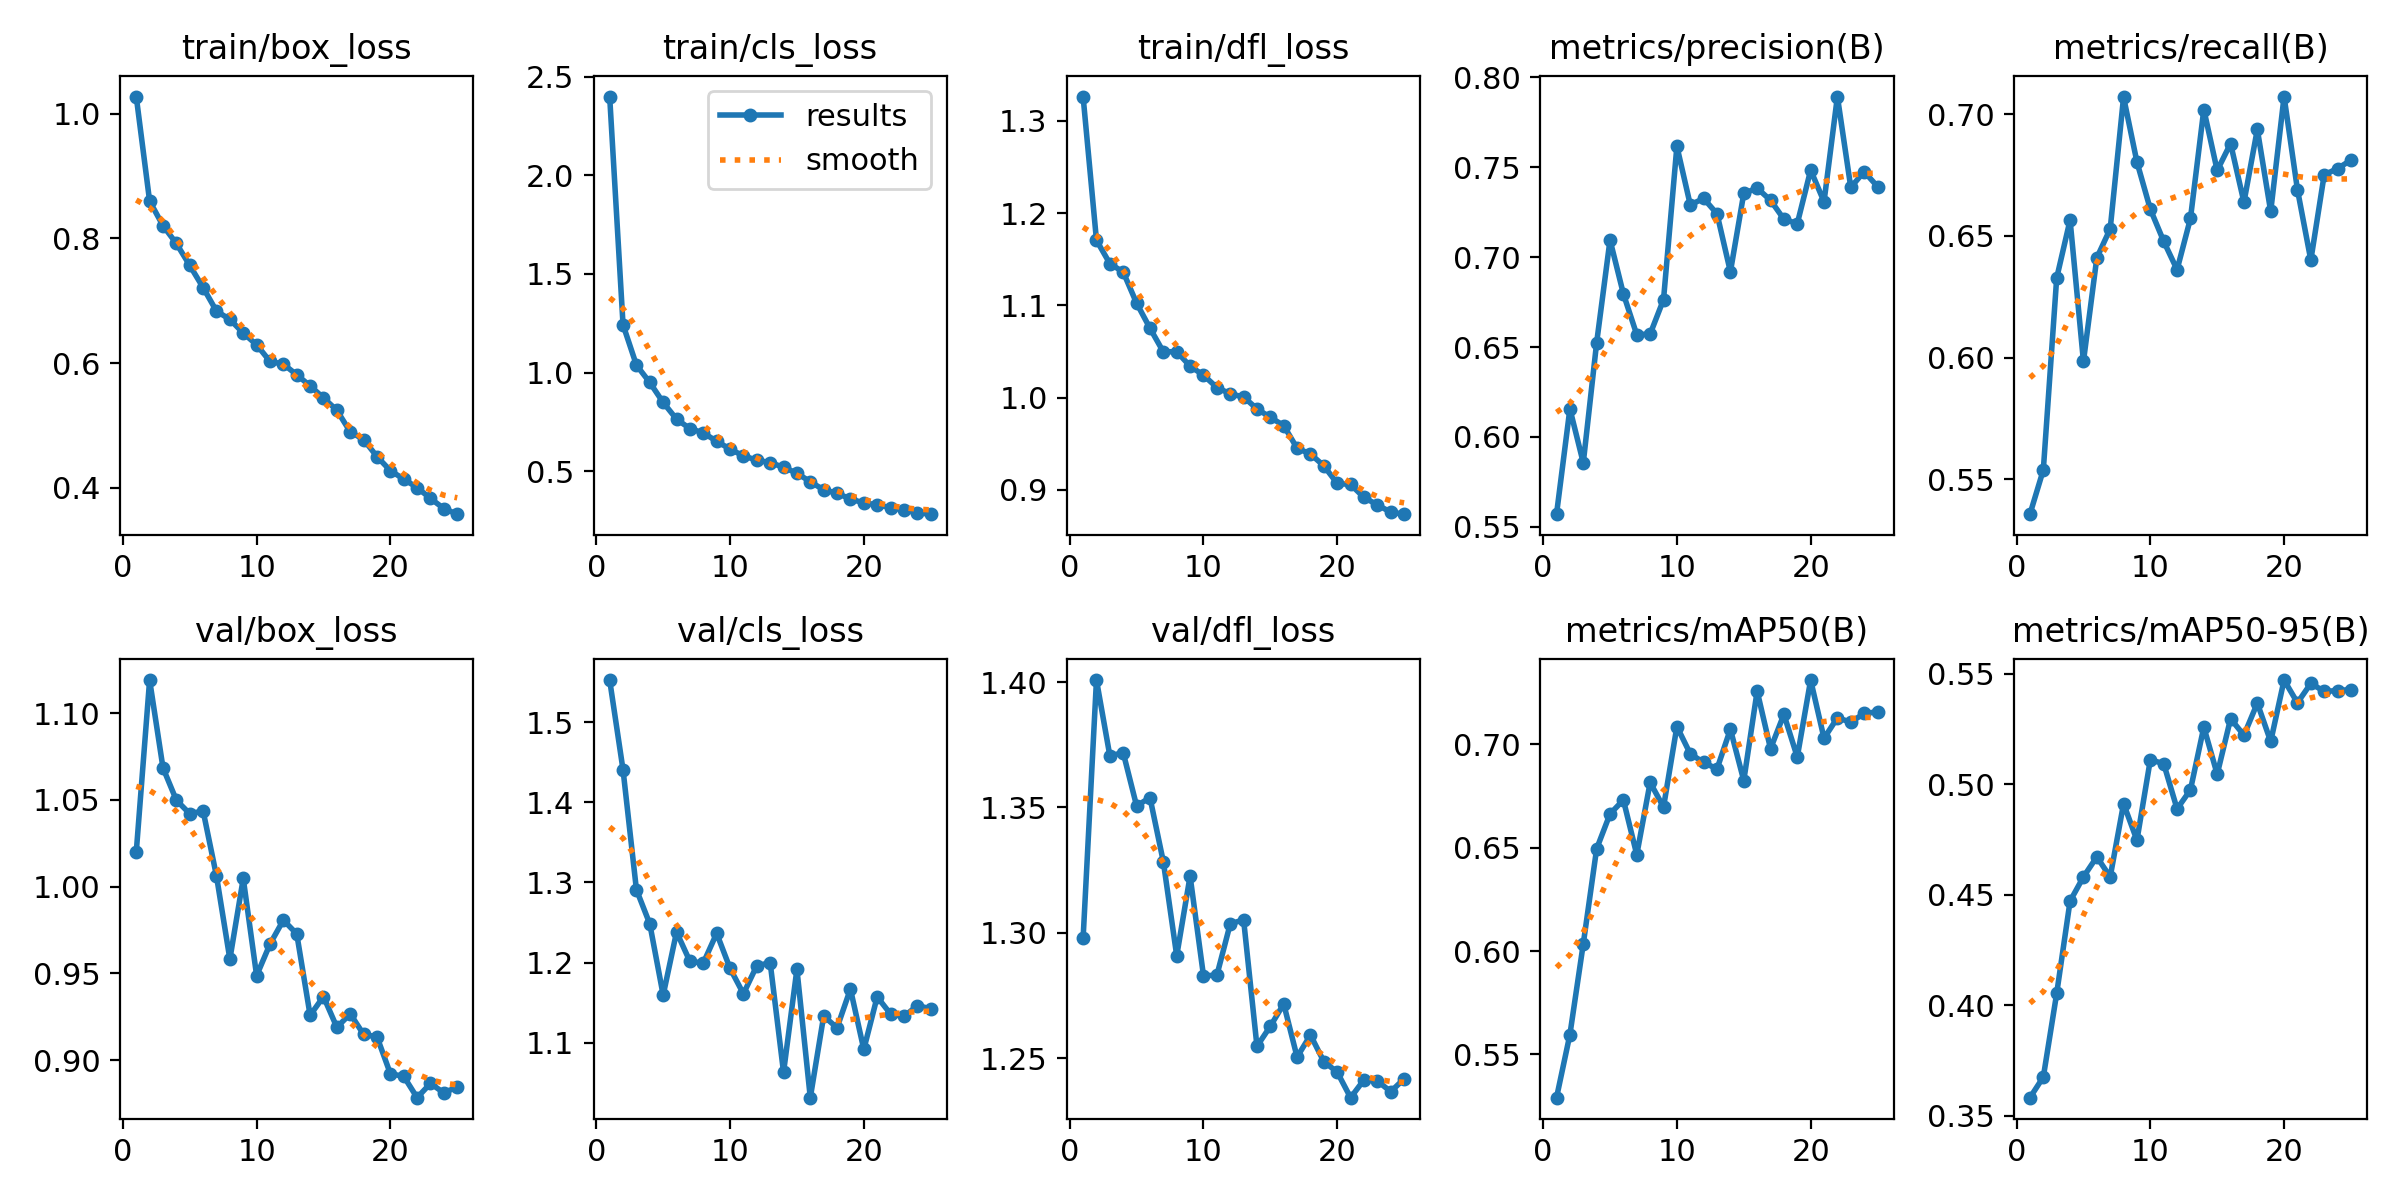 train/box_loss
1.0
0.8
0.6
0.4
0 10 20
train/cls_loss
2.5
2.0
1.5
1.0
0.5
results
smooth
0 10 20
train/dfl_loss
1.3
1.2
1.1
1.0
0.9
0 10 20
metrics/precision(B)
0.80
0.75
0.70
0.65
0.60
0.55
0 10 20
metrics/recall(B)
0.70
0.65
0.60
0.55
0 10 20
val/box_loss
1.10
1.05
1.00
0.95
0.90
0 10 20
val/cls_loss
1.5
1.4
1.3
1.2
1.1
0 10 20
val/dfl_loss
1.40
1.35
1.30
1.25
0 10 20
metrics/mAP50(B)
0.70
0.65
0.60
0.55
0 10 20
metrics/mAP50-95(B)
0.55
0.50
0.45
0.40
0.35
0 10 20